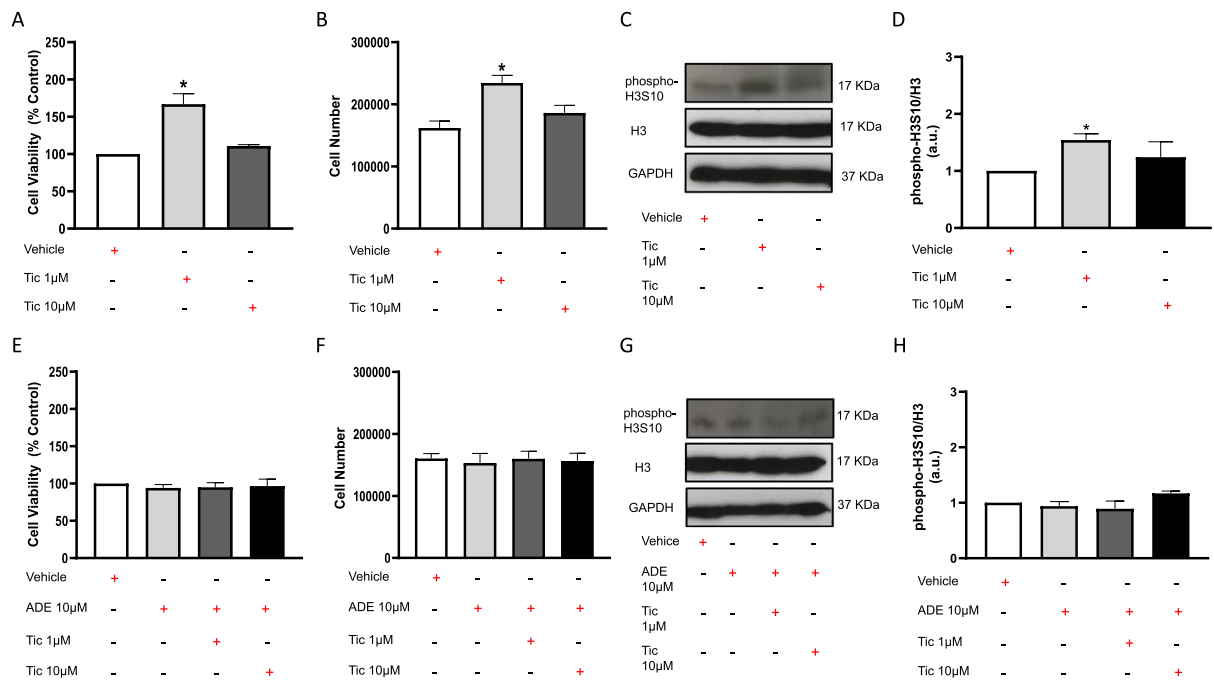 A
Cell Viability (% Control)
250
200
150
100
50
0
*
Vehicle + - -
Tic 1µM - + -
Tic 10µM - - +
B
Cell Number
300000
200000
100000
0
*
Vehicle + - -
Tic 1µM - + -
Tic 10µM - - +
C
phospho-
H3S10
17 KDa
H3
17 KDa
GAPDH
37 KDa
Vehicle + - -
Tic
1µM - + -
Tic
10µM - - +
D
phospho-H3S10/H3
(a.u.)
3
2
1
0
*
Vehicle + - -
Tic 1µM - + -
Tic 10µM - - +
E
Cell Viability (% Control)
250
200
150
100
50
0
Vehicle + - - -
ADE 10µM - + + +
Tic 1µM - - + -
Tic 10µM - - - +
F
Cell Number
300000
200000
100000
0
Vehicle + - - -
ADE 10µM - + + +
Tic 1µM - - + -
Tic 10µM - - - +
G
phospho-
H3S10
17 KDa
H3
17 KDa
GAPDH
37 KDa
Vehice + - - -
ADE
10µM - + + +
Tic
1µM - - + -
Tic
10µM - - - +
H
phospho-H3S10/H3
(a.u.)
3
2
1
0
Vehicle + - - -
ADE 10µM - + + +
Tic 1µM - - + -
Tic 10µM - - - +